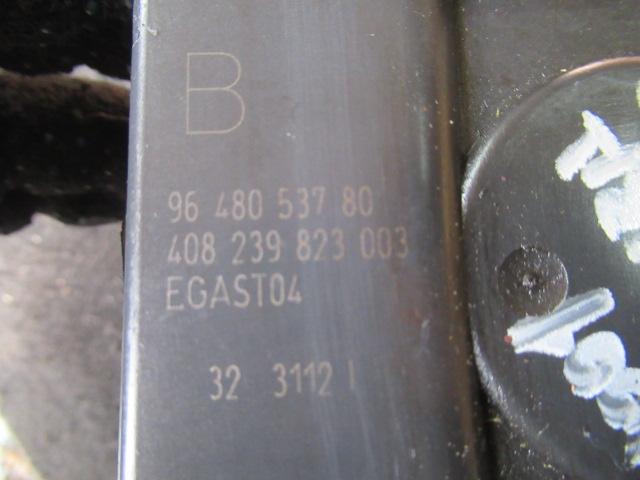 B
96 480 537 80
408 239 823 003
EGAST04
32 3112 I